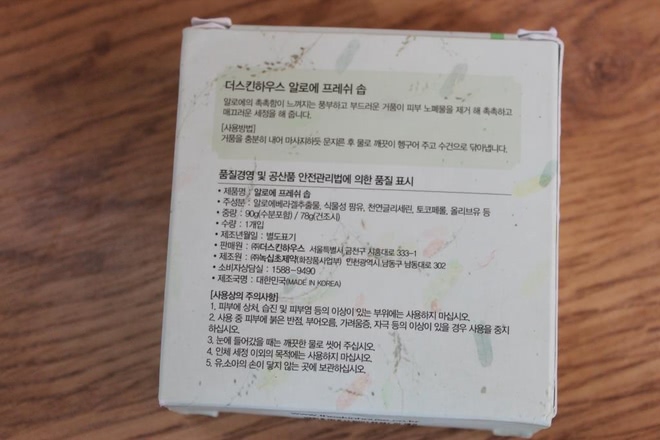 더스킨하우스 알로에 프레쉬 솝
알로에의 촉촉함이 느껴지는 풍부하고 부드러운 거품이 피부 노폐물을 제거 해 촉촉하고
매끄러운 세정을 해 줍니다.
[사용방법]
거품을 충분히 내어 마사지하듯 문지른 후 물로 깨끗이 헹구어 주고 수건으로 닦아냅니다.
품질경영 및 공산품 안전관리법에 의한 품질 표시
• 제품명 : 알로에 프레쉬 솝
• 주성분 : 알로에베라겔추출물, 식물성 팜유, 천연글리세린, 토코페롤, 올리브유 등
• 중량 : 90g(수분포함) / 78g(건조시)
• 수량 : 1개입
• 제조년월일 : 별도표기
• 판매원 : ㈜더스킨하우스 서울특별시 금천구 시흥대로 333-1
• 제조원 : ㈜녹십초제약(화장품사업부) 인천광역시 남동구 남동대로 302
• 소비자상담실 : 1588-9490
• 제조국명 : 대한민국(MADE IN KOREA)
[사용상의 주의사항]
1. 피부에 상처, 습진 및 피부염 등의 이상이 있는 부위에는 사용하지 마십시오.
2. 사용 중 피부에 붉은 반점, 부어오름, 가려움증, 자극 등의 이상이 있을 경우 사용을 중지
하십시오.
3. 눈에 들어갔을 때는 깨끗한 물로 씻어 주십시오.
4. 인체 세정 이외의 목적에는 사용하지 마십시오.
5. 유,소아의 손이 닿지 않는 곳에 보관하십시오.